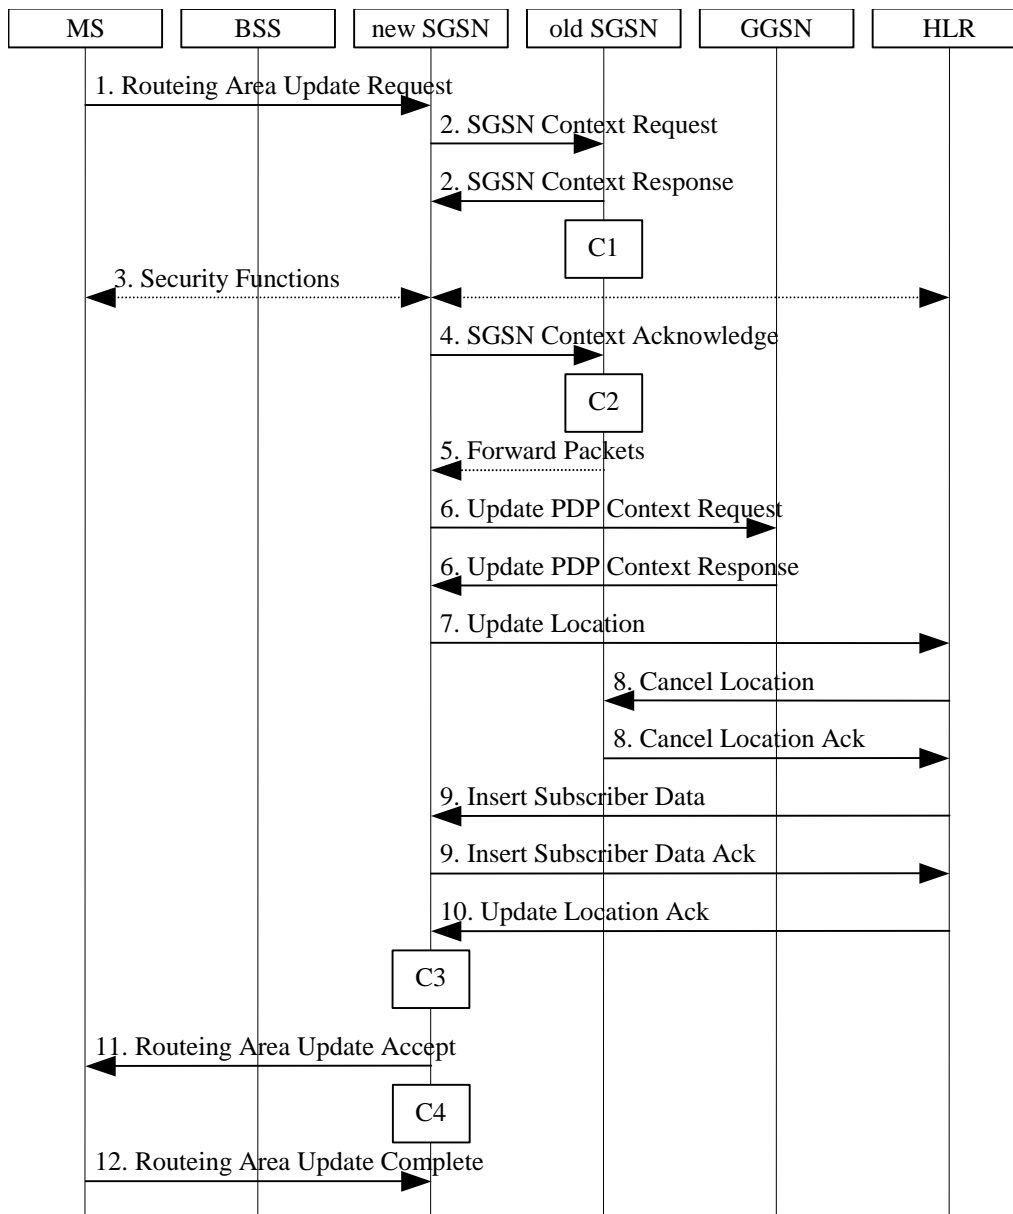 MS BSS new SGSN old SGSN GGSN HLR
1. Routeing Area Update Request
2. SGSN Context Request
2. SGSN Context Response
C1
3. Security Functions
4. SGSN Context Acknowledge
C2
5. Forward Packets
6. Update PDP Context Request
6. Update PDP Context Response
7. Update Location
8. Cancel Location
8. Cancel Location Ack
9. Insert Subscriber Data
9. Insert Subscriber Data Ack
10. Update Location Ack
C3
11. Routeing Area Update Accept
C4
12. Routeing Area Update Complete